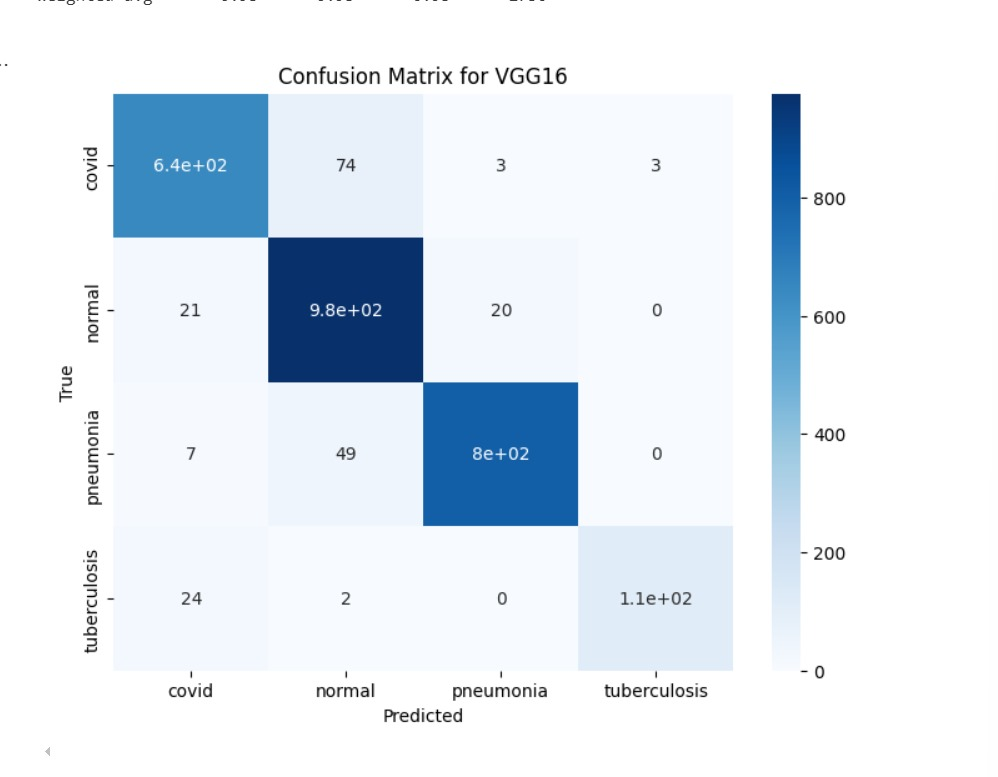 Confusion Matrix for VGG16
covid 6.4e+02 74 3 3
normal 21 9.8e+02 20 0
pneumonia 7 49 8e+02 0
tuberculosis 24 2 0 1.1e+02
covid normal pneumonia tuberculosis
Predicted
True
800
600
400
200
0